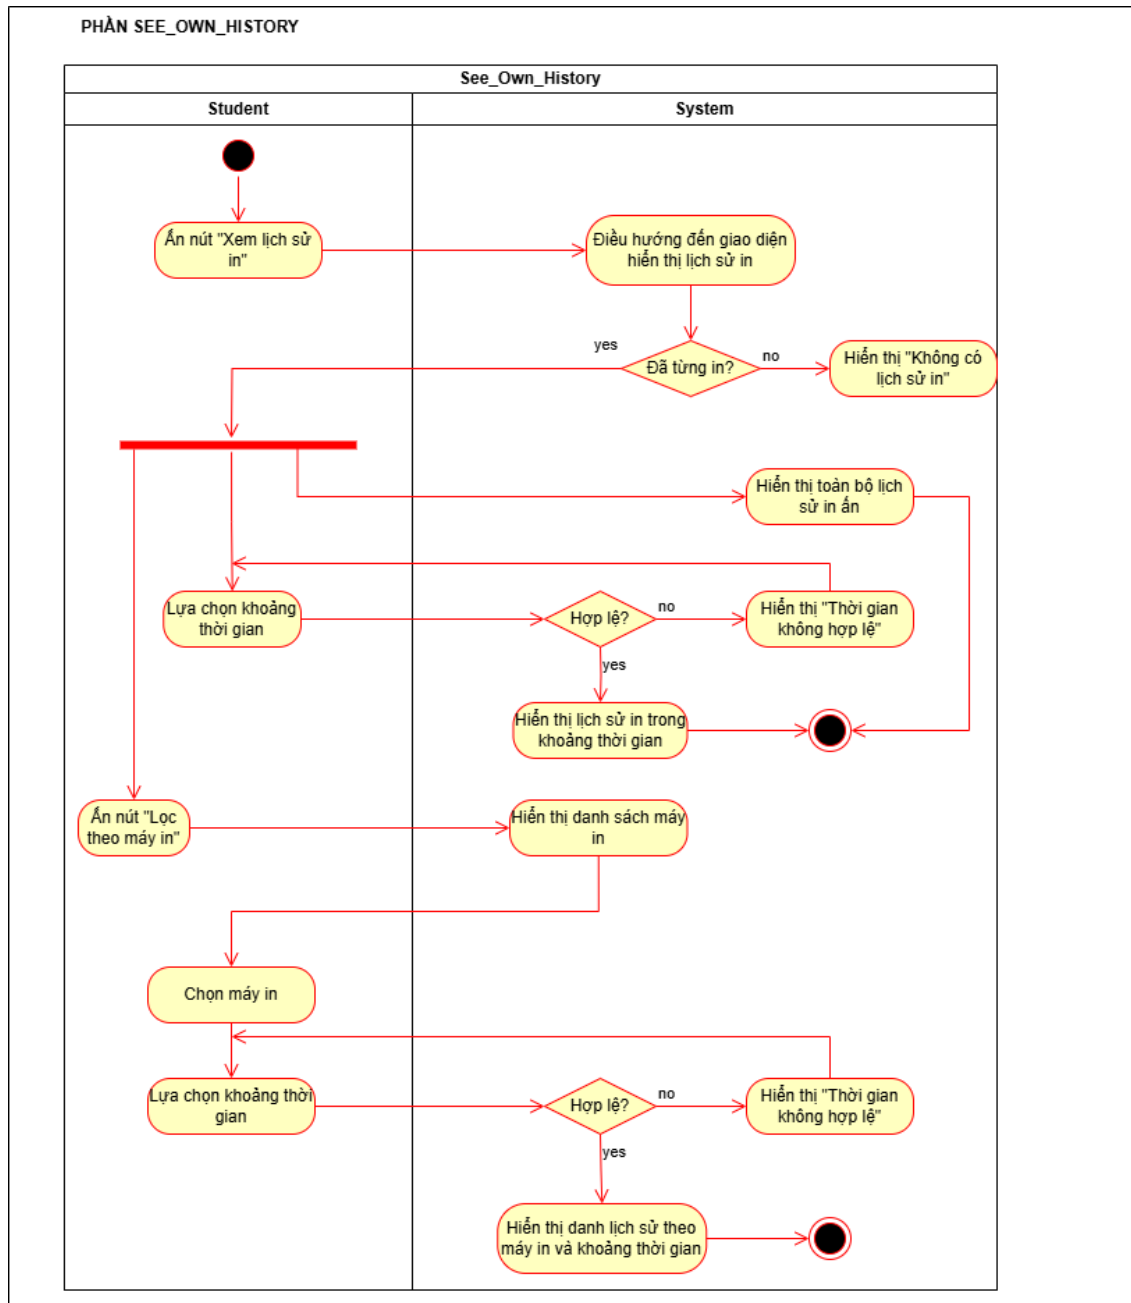 PHẦN SEE_OWN_HISTORY
See_Own_History
Student
System
Ấn nút "Xem lịch sử
in"
Điều hướng đến giao diện
hiển thị lịch sử in
yes
Đã từng in?
no
Hiển thị "Không có
lịch sử in"
Hiển thị toàn bộ lịch
sử in ấn
Lựa chọn khoảng
thời gian
Hợp lệ?
no
Hiển thị "Thời gian
không hợp lệ"
yes
Hiển thị lịch sử in trong
khoảng thời gian
Ấn nút "Lọc
theo máy in"
Hiển thị danh sách máy
in
Chọn máy in
Lựa chọn khoảng thời
gian
Hợp lệ?
no
Hiển thị "Thời gian
không hợp lệ"
yes
Hiển thị danh lịch sử theo
máy in và khoảng thời gian